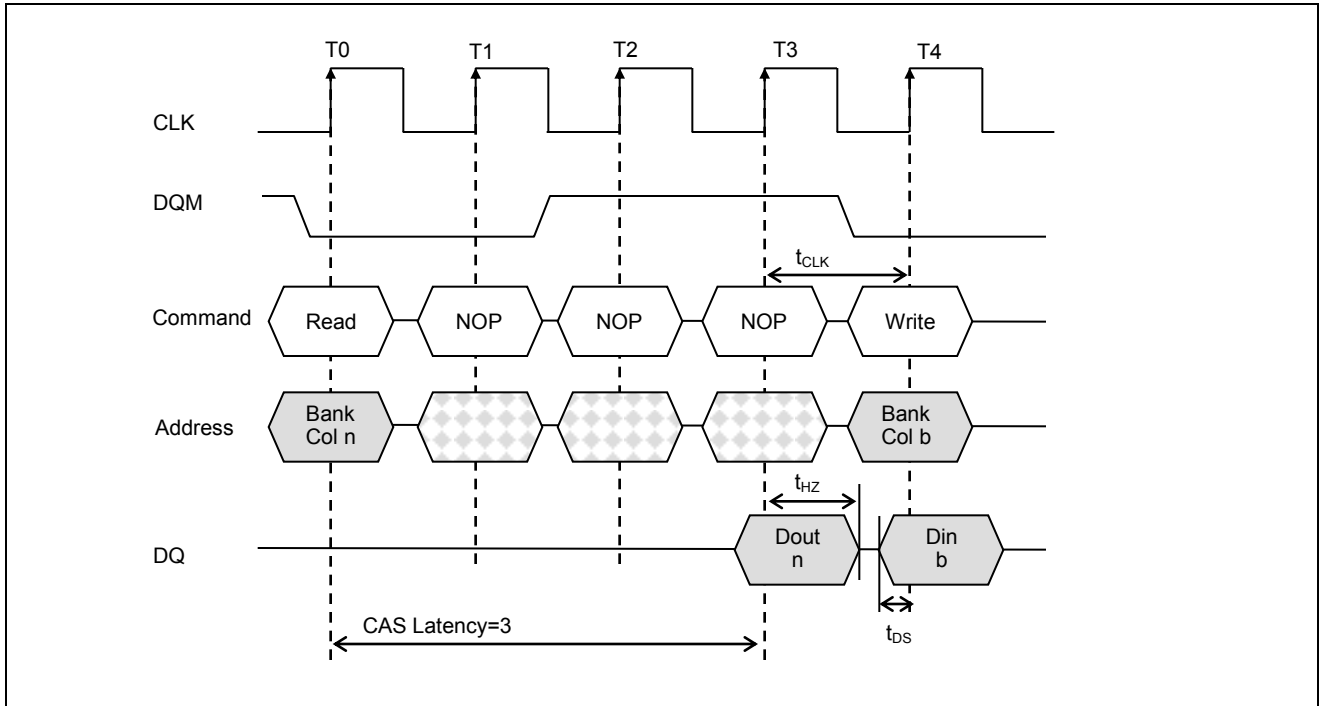 T0 T1 T2 T3 T4
CLK
DQM
tCLK
Command Read NOP NOP NOP Write
Address Bank Col n Bank Col b
tHZ
DQ Dout n Din b
CAS Latency=3
tDS